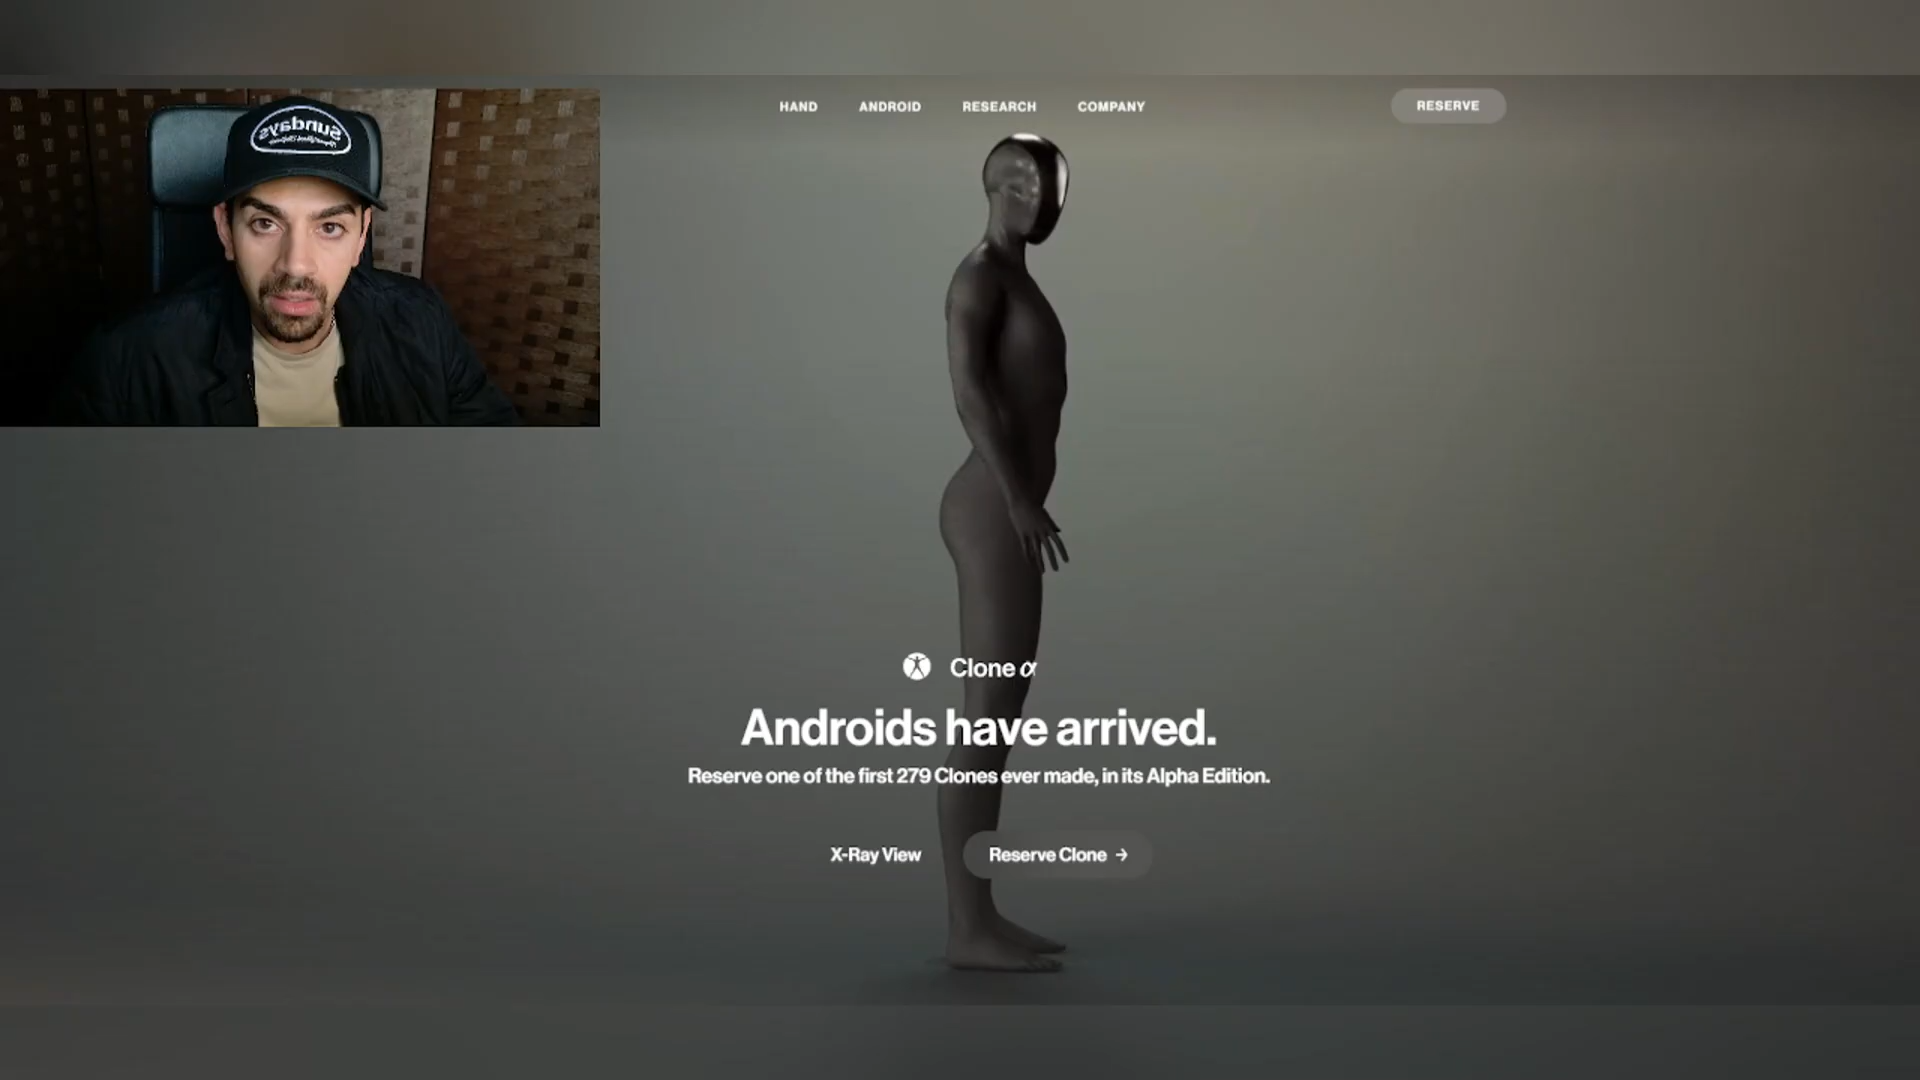 Sundays
HAND ANDROID RESEARCH COMPANY RESERVE
Clone α
Androids have arrived.
Reserve one of the first 279 Clones ever made, in its Alpha Edition.
X-Ray View Reserve Clone →